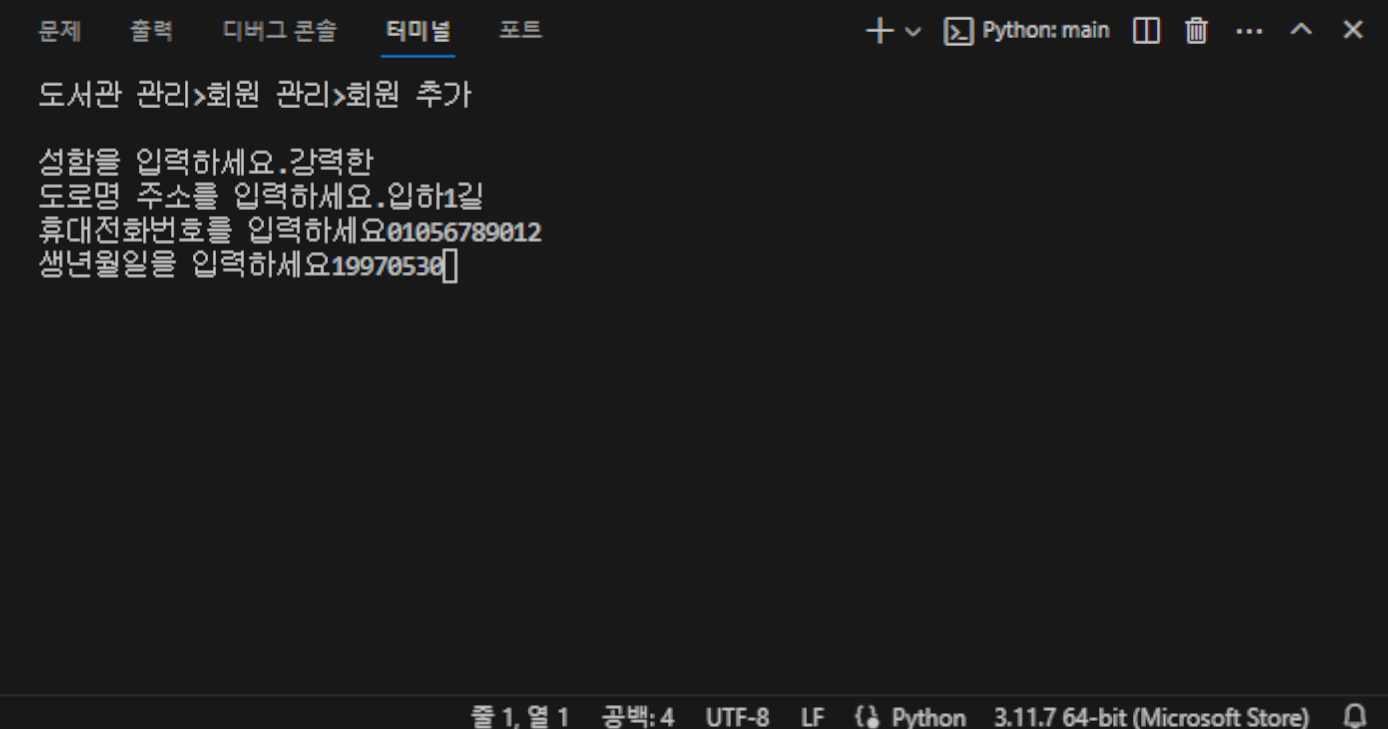 문제 출력 디버그 콘솔 터미널 포트 Python: main
도서관 관리>회원 관리>회원 추가
성함을 입력하세요.강력한
도로명 주소를 입력하세요.입하1길
휴대전화번호를 입력하세요01056789012
생년월일을 입력하세요19970530
줄 1, 열 1 공백: 4 UTF-8 LF Python 3.11.7 64-bit (Microsoft Store)